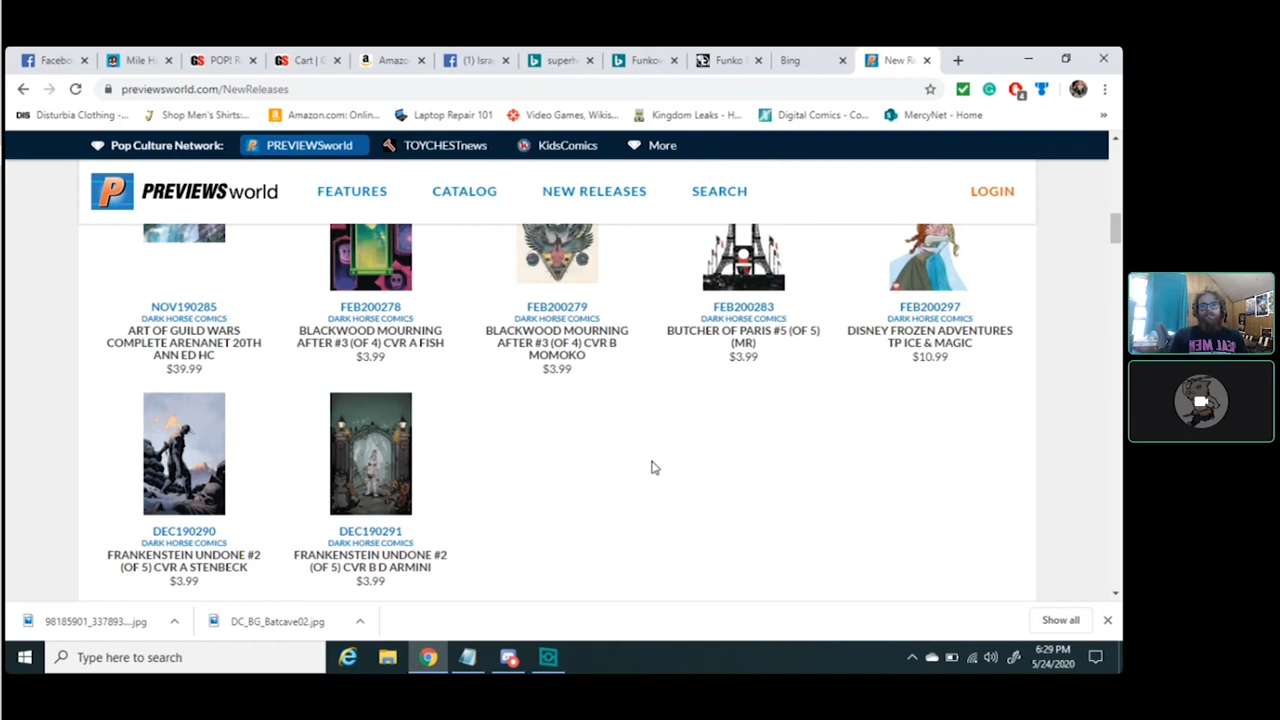 Facebo
Mile H
POP! R
Cart | G
Amazo
(1) Isra
superh
Funkov
Funko
Bing
New Re
previewsworld.com/NewReleases
4
DIS Disturbia Clothing -...
Shop Men's Shirts:...
Amazon.com: Onlin...
Laptop Repair 101
Video Games, Wikis...
Kingdom Leaks - H...
Digital Comics - Co...
MercyNet - Home
»
Pop Culture Network:
PREVIEWSworld
TOYCHESTnews
KidsComics
More
PREVIEWSworld
FEATURES
CATALOG
NEW RELEASES
SEARCH
LOGIN
NOV190285
DARK HORSE COMICS
ART OF GUILD WARS
COMPLETE ARENANET 20TH
ANN ED HC
$39.99
FEB200278
DARK HORSE COMICS
BLACKWOOD MOURNING
AFTER #3 (OF 4) CVR A FISH
$3.99
FEB200279
DARK HORSE COMICS
BLACKWOOD MOURNING
AFTER #3 (OF 4) CVR B
MOMOKO
$3.99
FEB200283
DARK HORSE COMICS
BUTCHER OF PARIS #5 (OF 5)
(MR)
$3.99
FEB200297
DARK HORSE COMICS
DISNEY FROZEN ADVENTURES
TP ICE & MAGIC
$10.99
DEC190290
DARK HORSE COMICS
FRANKENSTEIN UNDONE #2
(OF 5) CVR A STENBECK
$3.99
DEC190291
DARK HORSE COMICS
FRANKENSTEIN UNDONE #2
(OF 5) CVR B D ARMINI
$3.99
98185901_337893....jpg
DC_BG_Batcave02.jpg
Show all
Type here to search
6:29 PM
5/24/2020